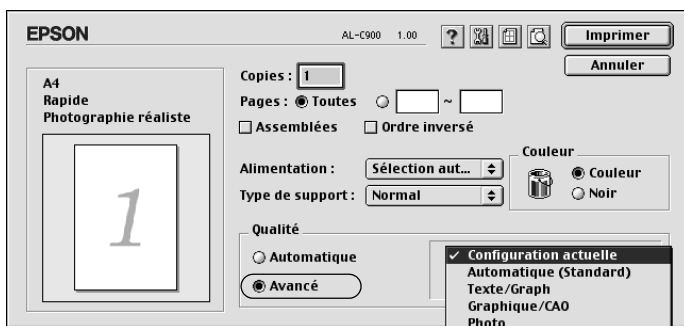 EPSON
AL-C900 1.00
Imprimer
Annuler
A4
Rapide
Photographie réaliste
1
Copies : 1
Pages : Toutes ~
Assemblées Ordre inversé
Alimentation : Sélection aut...
Type de support : Normal
Couleur
Couleur
Noir
Qualité
Automatique
Avancé
Configuration actuelle
Automatique (Standard)
Texte/Graph
Graphique/CAO
Photo